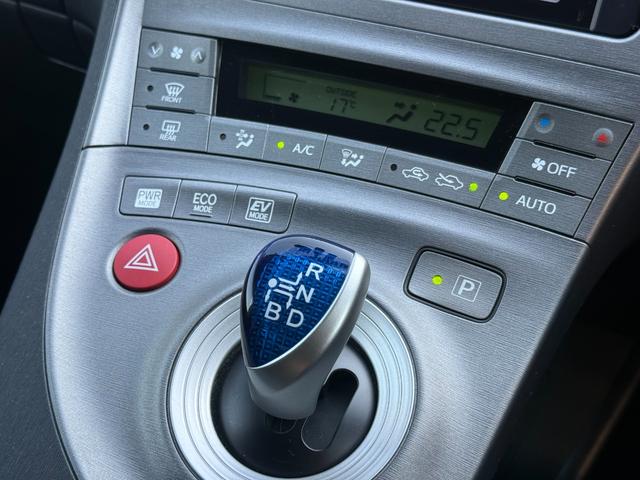 OUTSIDE
17°C
22.5
FRONT
REAR
A/C
OFF
AUTO
PWR
MODE
ECO
MODE
EV
MODE
P
R
N
B D